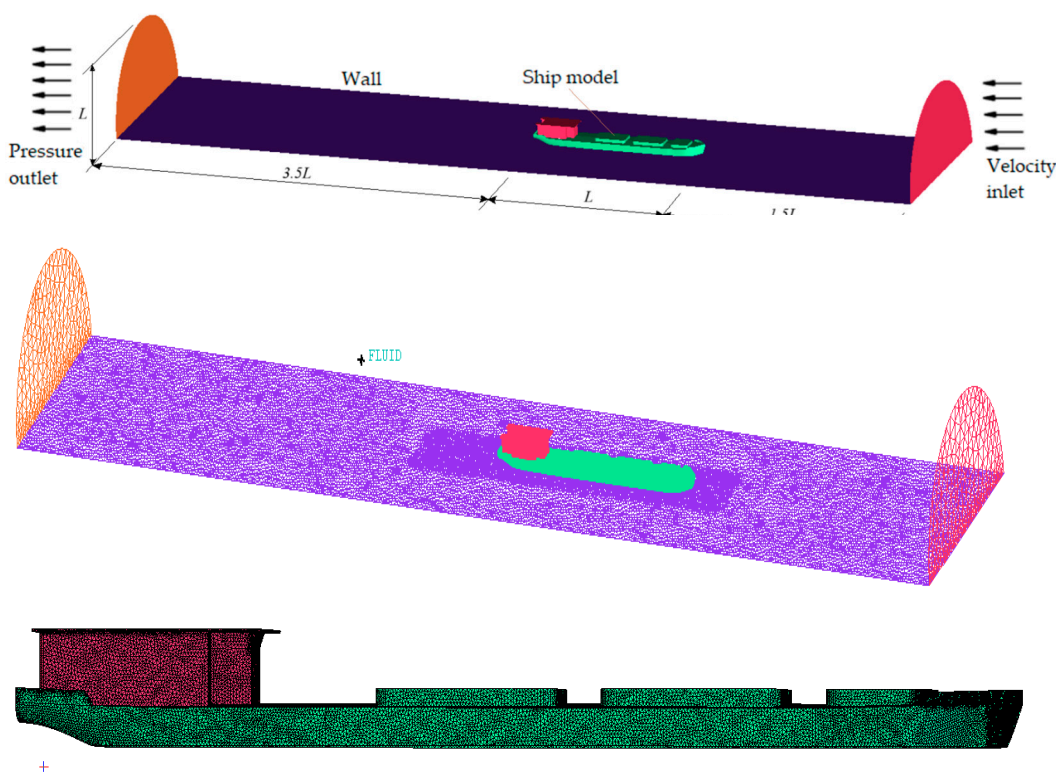 Wall
Ship model
L
Pressure
outlet
Velocity
inlet
3.5L
L
1.5L
FLUID